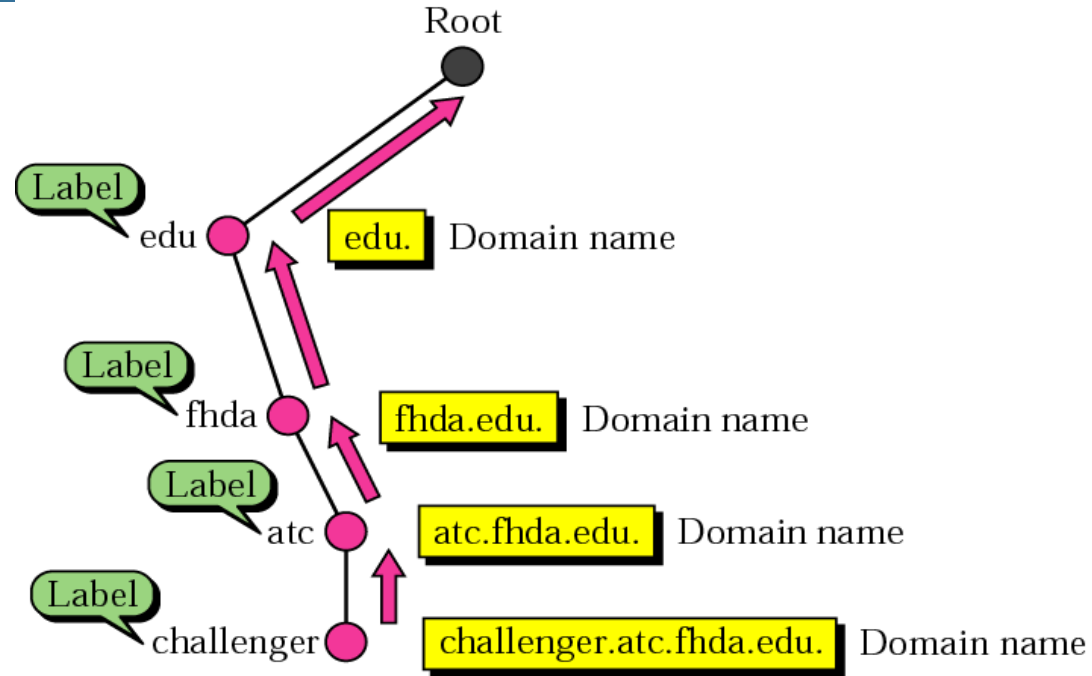 Root
Label
edu
edu.
Domain name
Label
fhda
fhda.edu.
Domain name
Label
atc
atc.fhda.edu.
Domain name
Label
challenger
challenger.atc.fhda.edu.
Domain name